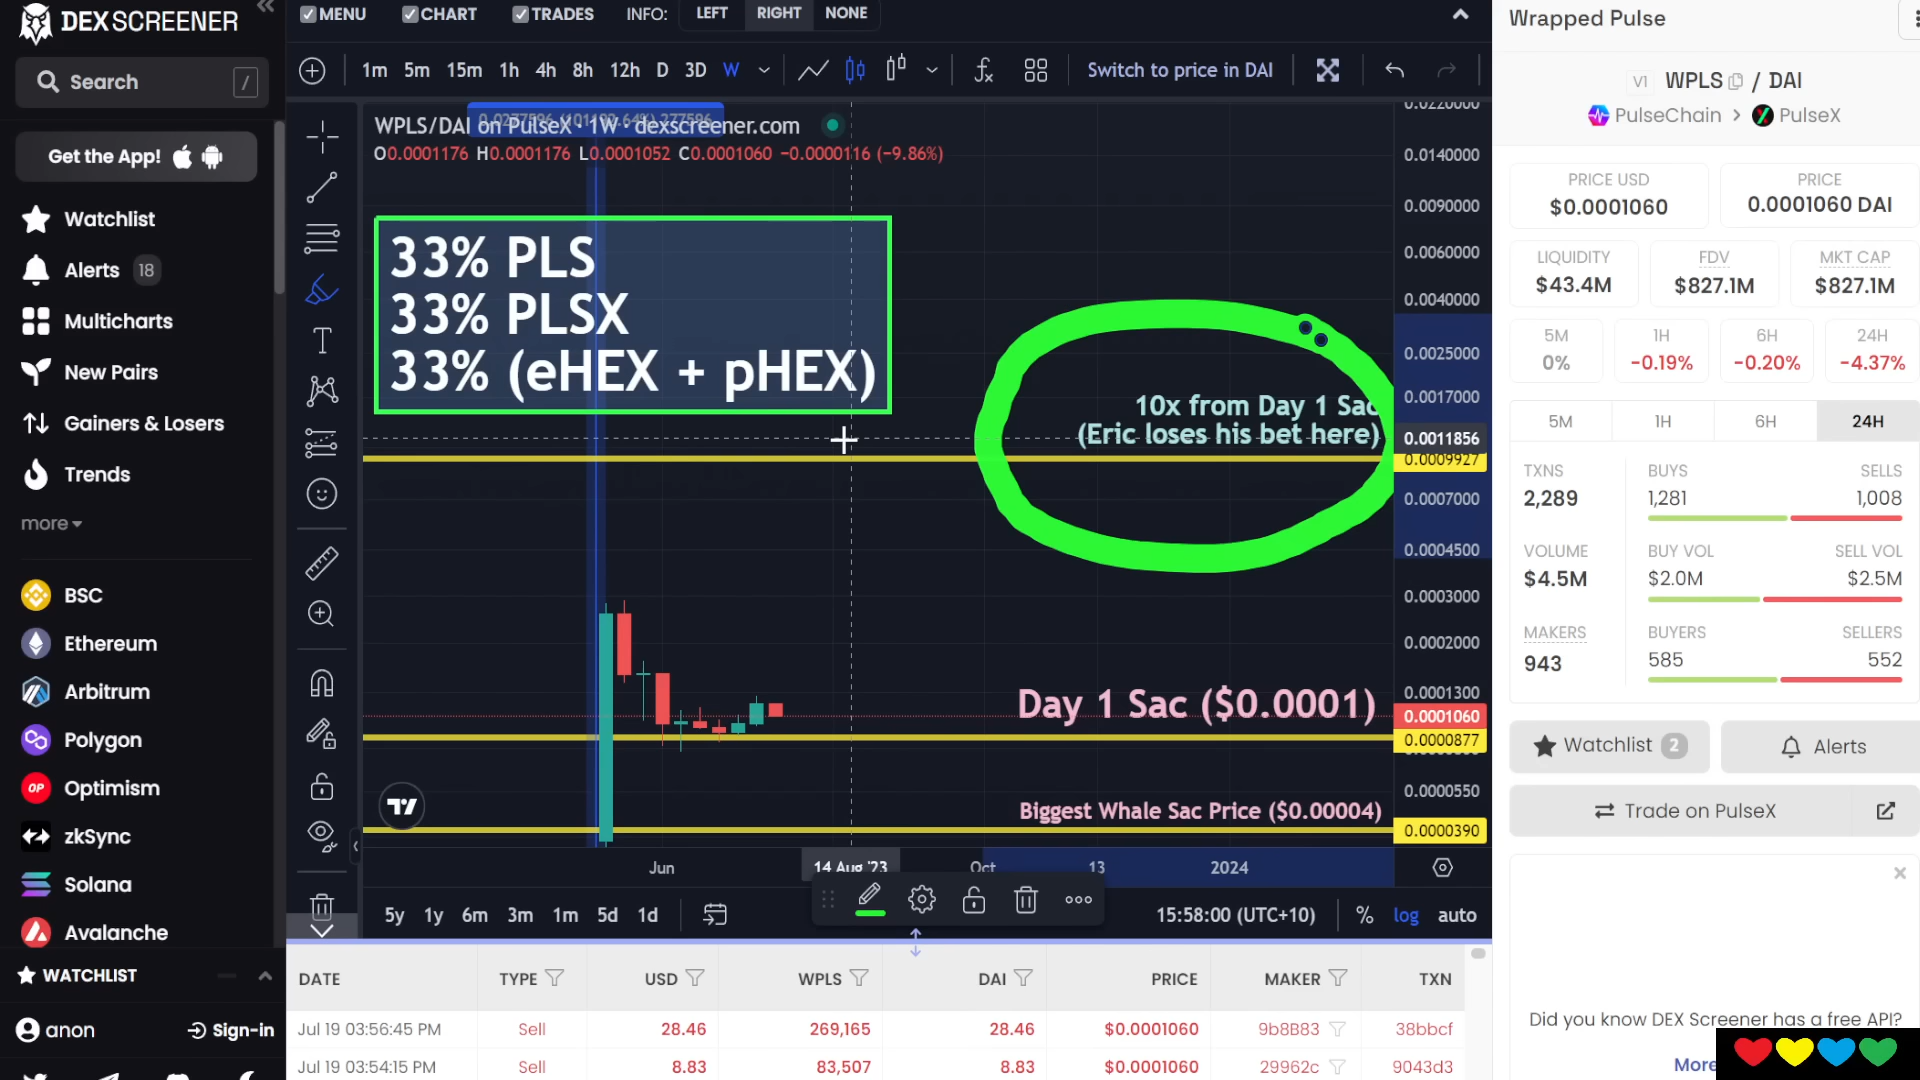 DEXSCREENER
Search
/
Get the App!
Watchlist
Alerts 18
Multicharts
New Pairs
Gainers & Losers
Trends
more
BSC
Ethereum
Arbitrum
Polygon
Optimism
zkSync
Solana
Avalanche
WATCHLIST
anon
Sign-in
MENU CHART TRADES INFO: LEFT RIGHT NONE
1m 5m 15m 1h 4h 8h 12h D 3D W
Switch to price in DAI
WPLS/DAI on PulseX · 1W · dexscreener.com
O0.0001176 H0.0001176 L0.0001052 C0.0001060 −0.0000116 (−9.86%)
33% PLS
33% PLSX
33% (eHEX + pHEX)
10x from Day 1 Sac
(Eric loses his bet here)
Day 1 Sac ($0.0001)
Biggest Whale Sac Price ($0.00004)
0.0220000
0.0140000
0.0090000
0.0060000
0.0040000
0.0025000
0.0017000
0.0011856
0.0009927
0.0007000
0.0004500
0.0003000
0.0002000
0.0001300
0.0001060
0.0000877
0.0000550
0.0000390
Jun 14 Aug '23 Oct 13 2024
5y 1y 6m 3m 1m 5d 1d
15:58:00 (UTC+10) % log auto
DATE TYPE USD WPLS DAI PRICE MAKER TXN
Jul 19 03:56:45 PM Sell 28.46 269,165 28.46 $0.0001060 9b8B83 38bbcf
Jul 19 03:54:15 PM Sell 8.83 83,507 8.83 $0.0001060 29962c 9043d3
Wrapped Pulse
V1 WPLS / DAI
PulseChain > PulseX
PRICE USD
$0.0001060
PRICE
0.0001060 DAI
LIQUIDITY
$43.4M
FDV
$827.1M
MKT CAP
$827.1M
5M
0%
1H
-0.19%
6H
-0.20%
24H
-4.37%
5M 1H 6H 24H
TXNS
2,289
BUYS
1,281
SELLS
1,008
VOLUME
$4.5M
BUY VOL
$2.0M
SELL VOL
$2.5M
MAKERS
943
BUYERS
585
SELLERS
552
Watchlist 2
Alerts
Trade on PulseX
Did you know DEX Screener has a free API?
More